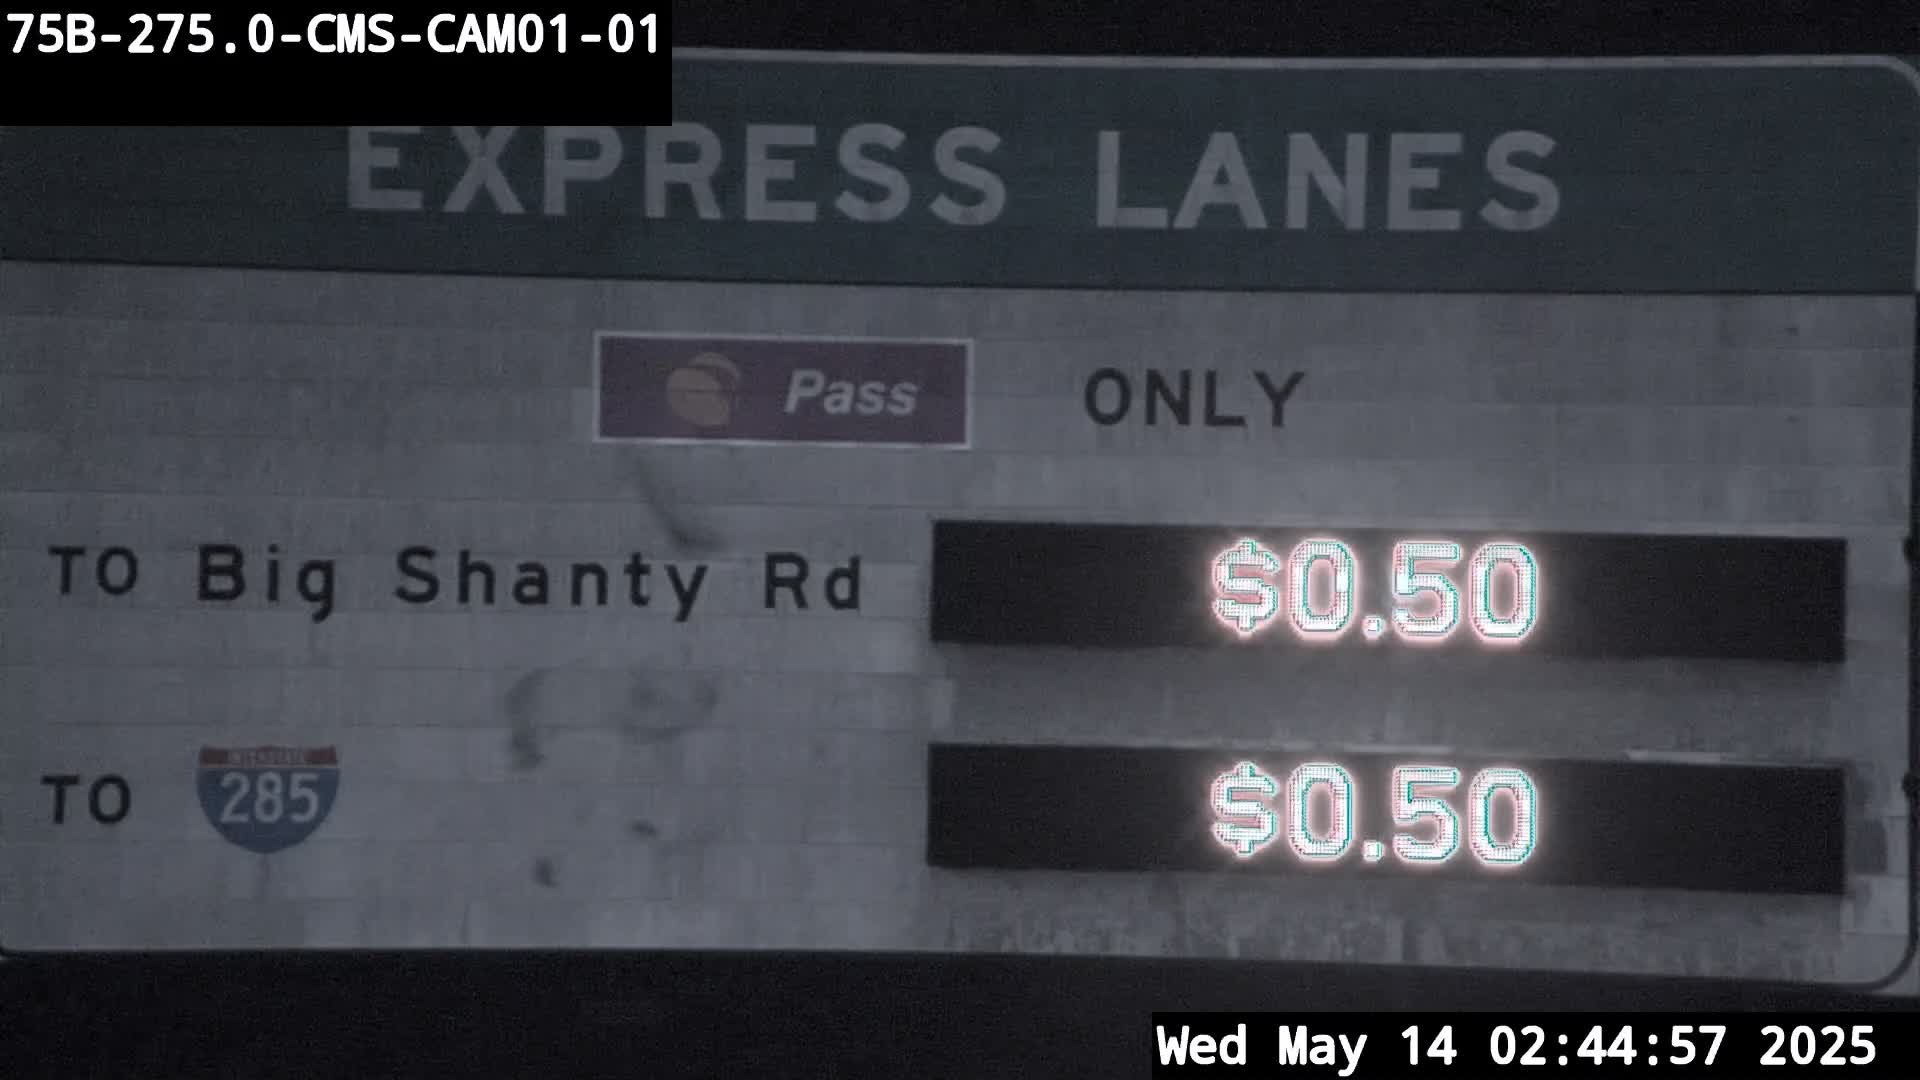 75B-275.0-CMS-CAM01-01
EXPRESS LANES
Pass ONLY
TO Big Shanty Rd $0.50
TO INTERSTATE 285 $0.50
Wed May 14 02:44:57 2025